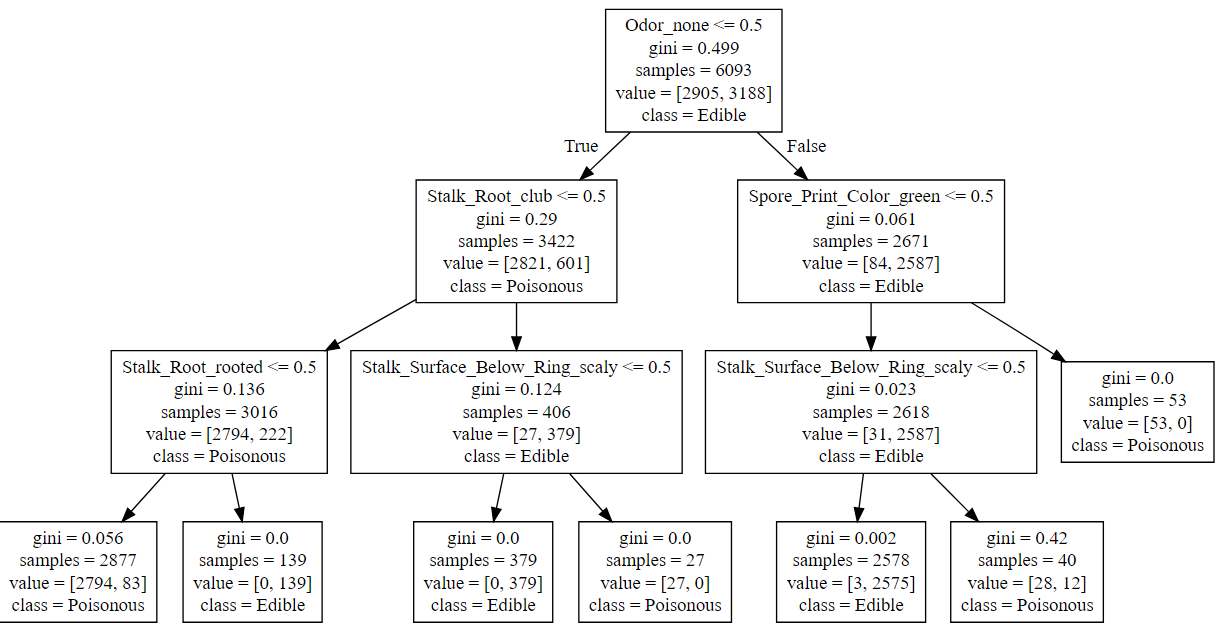 Odor_none <= 0.5
gini = 0.499
samples = 6093
value = [2905, 3188]
class = Edible
True
False
Stalk_Root_club <= 0.5
gini = 0.29
samples = 3422
value = [2821, 601]
class = Poisonous
Spore_Print_Color_green <= 0.5
gini = 0.061
samples = 2671
value = [84, 2587]
class = Edible
Stalk_Root_rooted <= 0.5
gini = 0.136
samples = 3016
value = [2794, 222]
class = Poisonous
Stalk_Surface_Below_Ring_scaly <= 0.5
gini = 0.124
samples = 406
value = [27, 379]
class = Edible
Stalk_Surface_Below_Ring_scaly <= 0.5
gini = 0.023
samples = 2618
value = [31, 2587]
class = Edible
gini = 0.0
samples = 53
value = [53, 0]
class = Poisonous
gini = 0.056
samples = 2877
value = [2794, 83]
class = Poisonous
gini = 0.0
samples = 139
value = [0, 139]
class = Edible
gini = 0.0
samples = 379
value = [0, 379]
class = Edible
gini = 0.0
samples = 27
value = [27, 0]
class = Poisonous
gini = 0.002
samples = 2578
value = [3, 2575]
class = Edible
gini = 0.42
samples = 40
value = [28, 12]
class = Poisonous